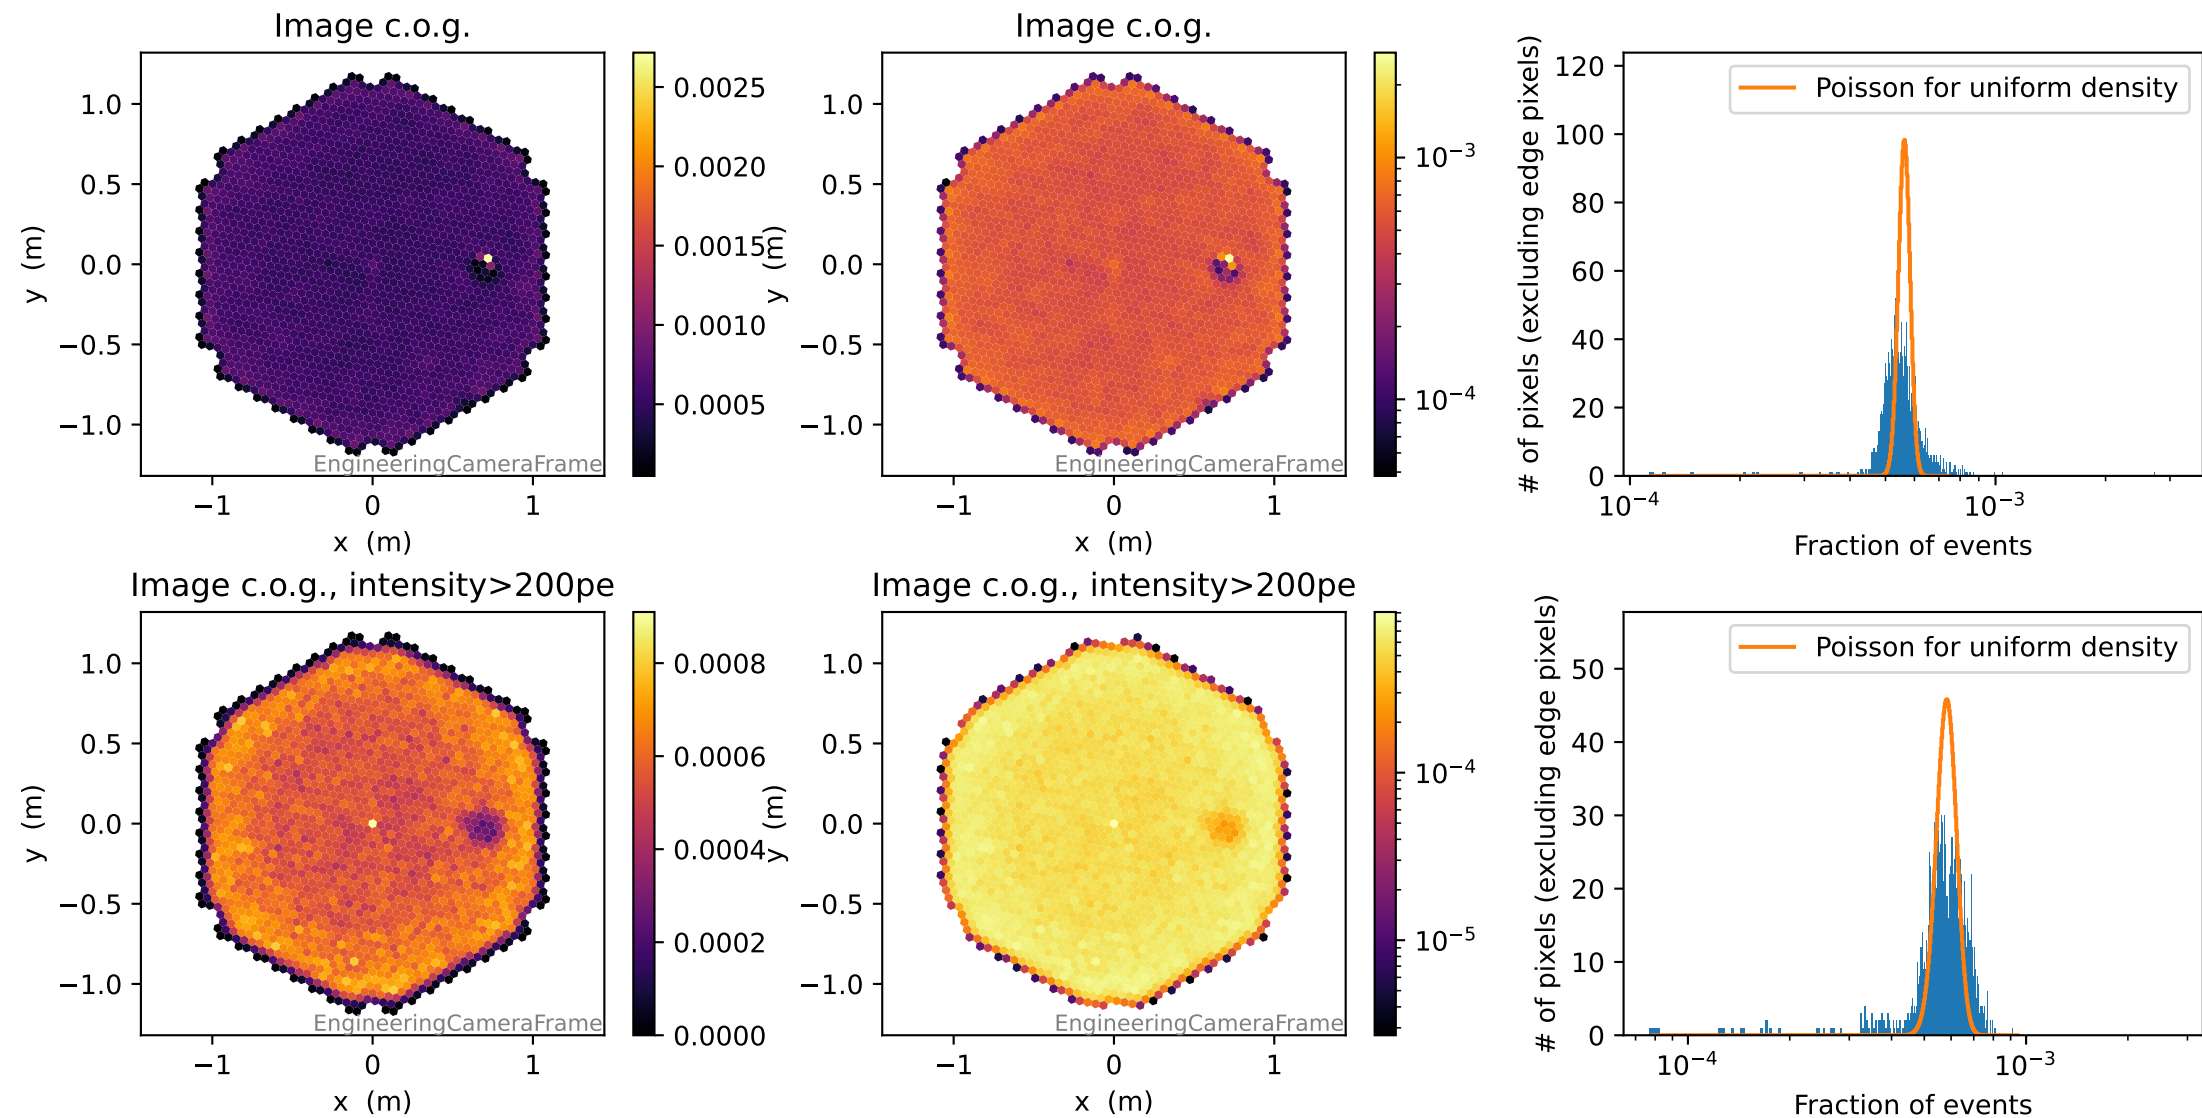 Image c.o.g.
1.0
0.5
0.0
−0.5
−1.0
y (m)
−1
0
1
x (m)
EngineeringCameraFrame
0.0025
0.0020
0.0015
0.0010
0.0005
Image c.o.g.
1.0
0.5
0.0
−0.5
−1.0
y (m)
−1
0
1
x (m)
EngineeringCameraFrame
10⁻³
10⁻⁴
Poisson for uniform density
120
100
80
60
40
20
0
# of pixels (excluding edge pixels)
10⁻⁴
10⁻³
Fraction of events
Image c.o.g., intensity>200pe
1.0
0.5
0.0
−0.5
−1.0
y (m)
−1
0
1
x (m)
EngineeringCameraFrame
0.0008
0.0006
0.0004
0.0002
0.0000
Image c.o.g., intensity>200pe
1.0
0.5
0.0
−0.5
−1.0
y (m)
−1
0
1
x (m)
EngineeringCameraFrame
10⁻⁴
10⁻⁵
Poisson for uniform density
50
40
30
20
10
0
# of pixels (excluding edge pixels)
10⁻⁴
10⁻³
Fraction of events